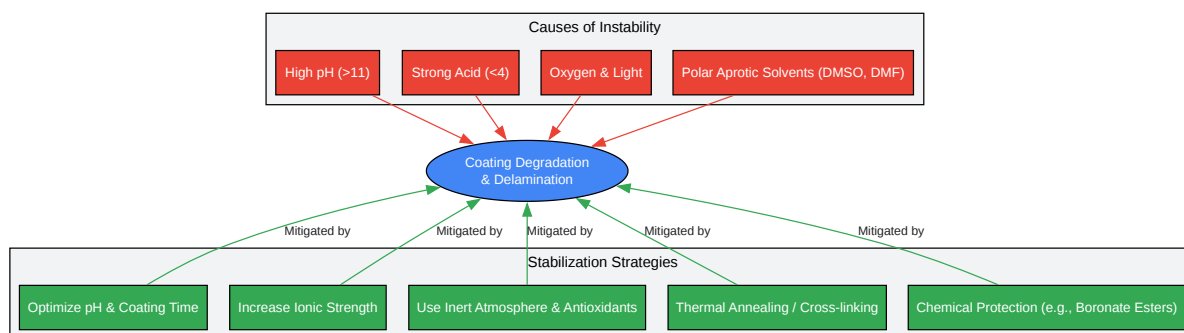 Causes of Instability
High pH (>11)
Strong Acid (<4)
Oxygen & Light
Polar Aprotic Solvents (DMSO, DMF)
Coating Degradation
& Delamination
Mitigated by
Mitigated by
Mitigated by
Mitigated by
Mitigated by
Stabilization Strategies
Optimize pH & Coating Time
Increase Ionic Strength
Use Inert Atmosphere & Antioxidants
Thermal Annealing / Cross-linking
Chemical Protection (e.g., Boronate Esters)